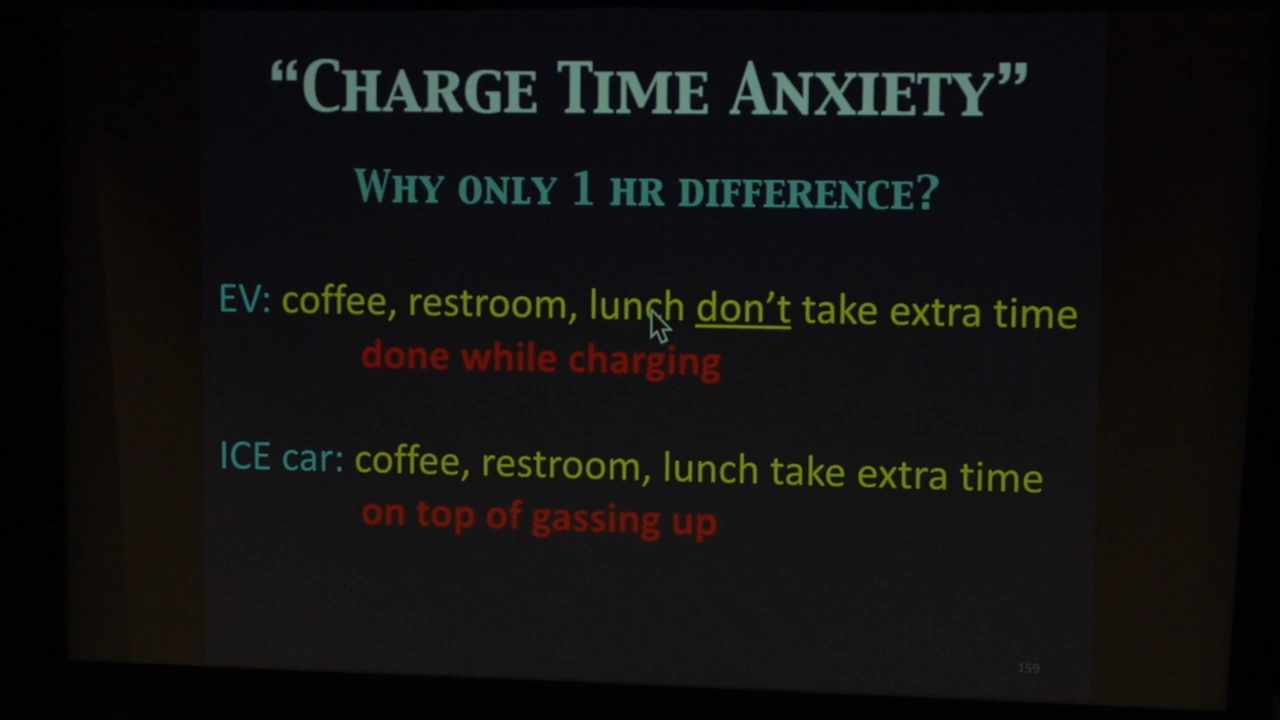 “Charge Time Anxiety”
Why only 1 hr difference?
EV: coffee, restroom, lunch don’t take extra time
done while charging
ICE car: coffee, restroom, lunch take extra time
on top of gassing up
159